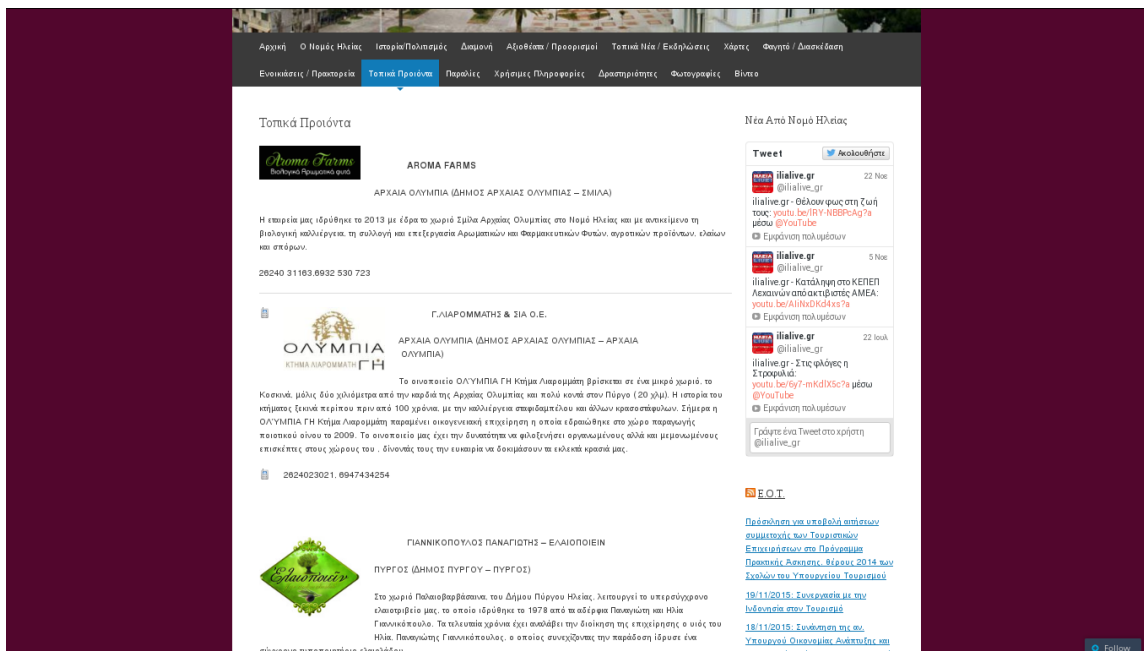 Αρχική Ο Νομός Ηλείας Ιστορία/Πολιτισμός Διαμονή Αξιοθέατα / Προορισμοί Τοπικά Νέα / Εκδηλώσεις Χάρτες Φαγητό / Διασκέδαση
Ενοικιάσεις / Πρακτορεία Τοπικά Προιόντα Παραλίες Χρήσιμες Πληροφορίες Δραστηριότητες Φωτογραφίες Βίντεο
Τοπικά Προιόντα
Aroma Farms
Βιολογικά Αρωματικά φυτά
AROMA FARMS
ΑΡΧΑΙΑ ΟΛΥΜΠΙΑ (ΔΗΜΟΣ ΑΡΧΑΙΑΣ ΟΛΥΜΠΙΑΣ – ΣΜΙΛΑ)
Η εταιρεία μας ιδρύθηκε το 2013 με έδρα το χωριό Σμίλα Αρχαίας Ολυμπίας στο Νομό Ηλείας και με αντικείμενο τη
βιολογική καλλιέργεια, τη συλλογή και επεξεργασία Αρωματικών και Φαρμακευτικών Φυτών, αγροτικών προϊόντων, ελαίων
και σπόρων.
26240 31163,6932 530 723
ΟΛΥΜΠΙΑ
ΚΤΗΜΑ ΛΙΑΡΟΜΜΑΤΗ ΓΗ
Γ.ΛΙΑΡΟΜΜΑΤΗΣ & ΣΙΑ Ο.Ε.
ΑΡΧΑΙΑ ΟΛΥΜΠΙΑ (ΔΗΜΟΣ ΑΡΧΑΙΑΣ ΟΛΥΜΠΙΑΣ – ΑΡΧΑΙΑ
ΟΛΥΜΠΙΑ)
Το οινοποιείο ΟΛΎΜΠΙΑ ΓΗ Κτήμα Λιαρομμάτη βρίσκεται σε ένα μικρό χωριό, το
Κοσκινά, μόλις δύο χιλιόμετρα από την καρδιά της Αρχαίας Ολυμπίας και πολύ κοντά στον Πύργο ( 20 χλμ). Η ιστορία του
κτήματος ξεκινά περίπου πριν από 100 χρόνια, με την καλλιέργεια σταφιδαμπέλου και άλλων κρασοστάφυλων. Σήμερα η
ΟΛΎΜΠΙΑ ΓΗ Κτήμα Λιαρομμάτη παραμένει οικογενειακή επιχείρηση η οποία εδραιώθηκε στο χώρο παραγωγής
ποιοτικού οίνου το 2009. Το οινοποιείο μας έχει την δυνατότητα να φιλοξενήσει οργανωμένους αλλά και μεμονωμένους
επισκέπτες στους χώρους του , δίνοντάς τους την ευκαιρία να δοκιμάσουν τα εκλεκτά κρασιά μας.
2624023021, 6947434254
Ελαιοποιείν
ΓΙΑΝΝΙΚΟΠΥΛΟΣ ΠΑΝΑΓΙΩΤΗΣ – ΕΛΑΙΟΠΟΙΕΙΝ
ΠΥΡΓΟΣ (ΔΗΜΟΣ ΠΥΡΓΟΥ – ΠΥΡΓΟΣ)
Στο χωριό Παλαιοβαρβάσαινα, του Δήμου Πύργου Ηλείας, λειτουργεί το υπερσύγχρονο
ελαιοτριβείο μας, το οποίο ιδρύθηκε το 1978 από τα αδέρφια Παναγιώτη και Ηλία
Γιαννικόπουλο. Τα τελευταία χρόνια έχει αναλάβει την διοίκηση της επιχείρησης ο υιός του
Ηλία, Παναγιώτης Γιαννικόπουλος, ο οποίος συνεχίζοντας την παράδοση ίδρυσε ένα
σύγχρονο τυποποιητήριο ελαιολάδου.
Νέα Από Νομό Ηλείας
Tweet Ακολουθήστε
ilialive.gr 22 Νοε
@ilialive_gr
ilialive.gr - Θέλουν φως στη ζωή
τους: youtu.be/lRY-NBBPcAg?a
μέσω @YouTube
Εμφάνιση πολυμέσων
ilialive.gr 5 Νοε
@ilialive_gr
ilialive.gr - Κατάληψη στο ΚΕΠΕΠ
Λεχαινών από ακτιβιστές ΑΜΕΑ:
youtu.be/AIiNxDKd4xs?a
Εμφάνιση πολυμέσων
ilialive.gr 22 Ιουλ
@ilialive_gr
ilialive.gr - Στις φλόγες η
Στροφυλιά:
youtu.be/6y7-mKdIX5c?a μέσω
@YouTube
Εμφάνιση πολυμέσων
Γράψτε ένα Tweet στο χρήστη
@ilialive_gr
Ε.Ο.Τ.
Πρόσκληση για υποβολή αιτήσεων
συμμετοχής των Τουριστικών
Επιχειρήσεων στο Πρόγραμμα
Πρακτικής Άσκησης, θέρους 2014 των
Σχολών του Υπουργείου Τουρισμού
19/11/2015: Συνεργασία με την
Ινδονησία στον Τουρισμό
18/11/2015: Συνάντηση της αν.
Υπουργού Οικονομίας Ανάπτυξης και
Follow